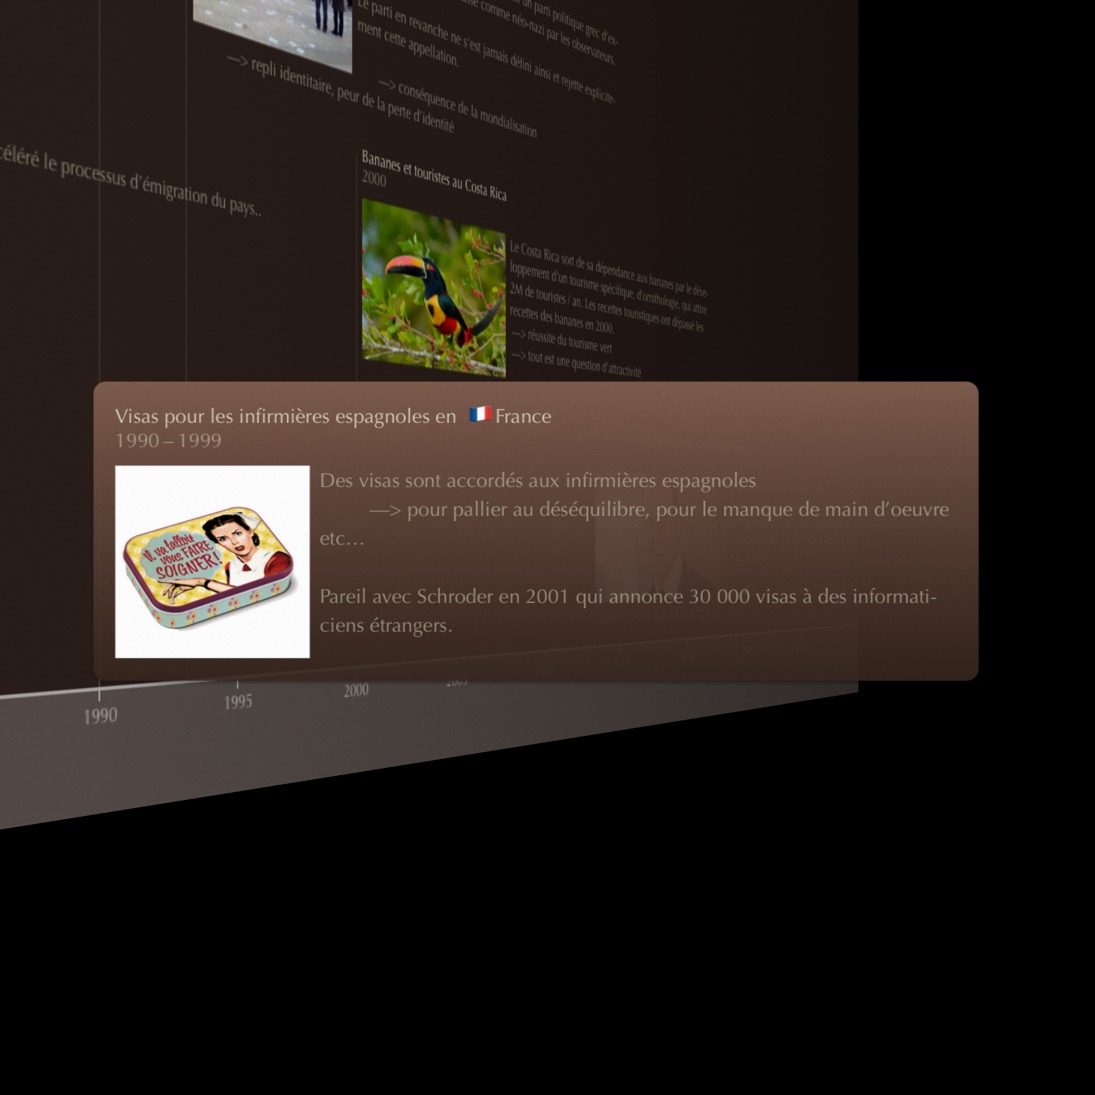 un parti politique grec d'ex-
comme néo-nazi par les observateurs.
Le parti en revanche ne s'est jamais défini ainsi et rejette explicite-
ment cette appellation.
—> conséquence de la mondialisation
—> repli identitaire, peur de la perte d'identité
céléré le processus d'émigration du pays..
Bananes et touristes au Costa Rica
2000
Le Costa Rica sort de sa dépendance aux bananes par le déve-
loppement d'un tourisme spécifique, d'ornithologie, qui attire
2M de touristes / an. Les recettes touristiques ont dépassé les
recettes des bananes en 2000.
—> réussite du tourisme vert
—> tout est une question d'attractivité
Visas pour les infirmières espagnoles en 🇫🇷France
1990 – 1999
Il va falloir
vous FAIRE
SOIGNER!
Des visas sont accordés aux infirmières espagnoles
—> pour pallier au déséquilibre, pour le manque de main d'oeuvre
etc…
Pareil avec Schroder en 2001 qui annonce 30 000 visas à des informati-
ciens étrangers.
1990
1995
2000